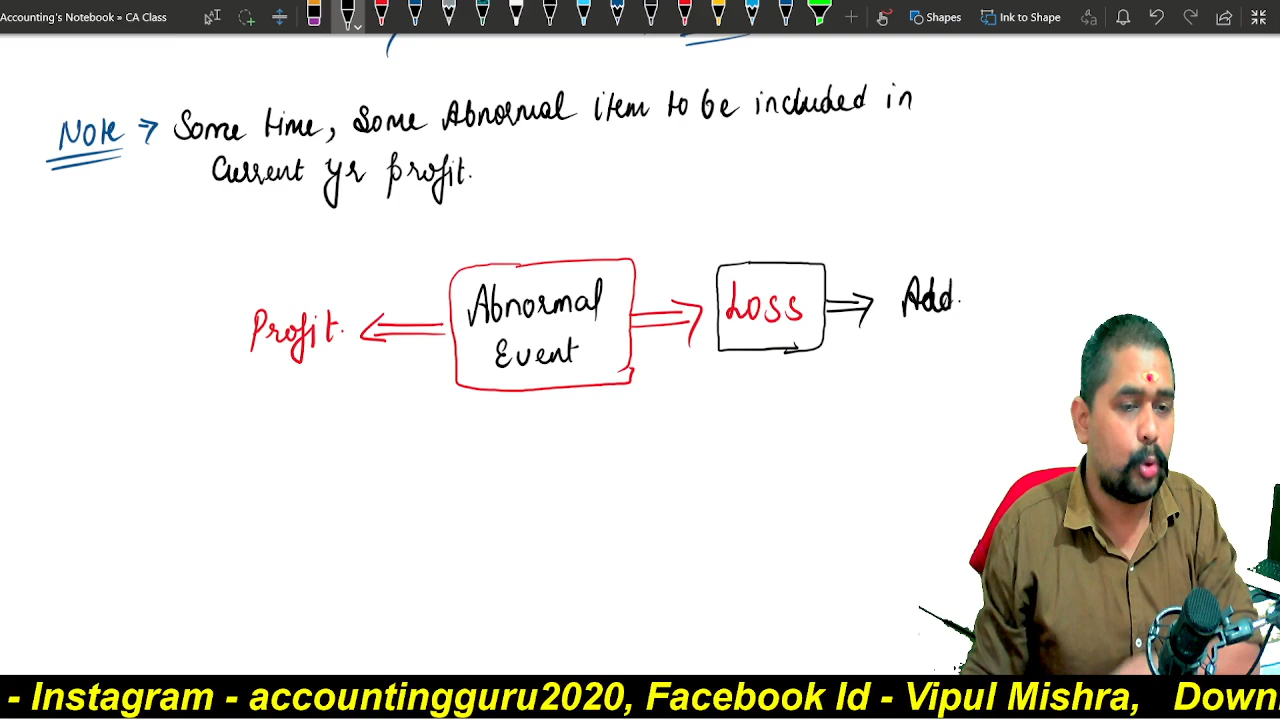 Accounting's Notebook » CA Class
Shapes
Ink to Shape
Note → Some time, Some Abnormal item to be included in
Current yr profit.
Profit.
Abnormal
Event
Loss
Add.
- Instagram - accountingguru2020, Facebook Id - Vipul Mishra, Down